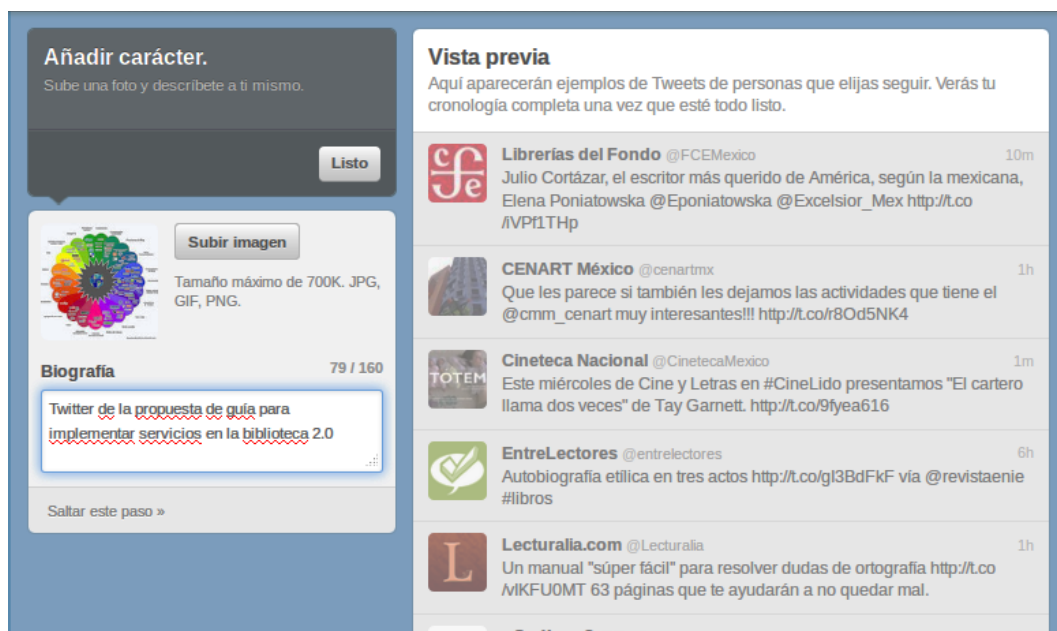 Añadir carácter.
Sube una foto y descríbete a ti mismo.
Listo
Subir imagen
Tamaño máximo de 700K. JPG,
GIF, PNG.
Biografía
79 / 160
Twitter de la propuesta de guía para
implementar servicios en la biblioteca 2.0
Saltar este paso »
Vista previa
Aquí aparecerán ejemplos de Tweets de personas que elijas seguir. Verás tu
cronología completa una vez que esté todo listo.
Librerías del Fondo @FCEMexico 10m
Julio Cortázar, el escritor más querido de América, según la mexicana,
Elena Poniatowska @Eponiatowska @Excelsior_Mex http://t.co
/iVPf1THp
CENART México @cenartmx 1h
Que les parece si también les dejamos las actividades que tiene el
@cmm_cenart muy interesantes!!! http://t.co/r8Od5NK4
TOTEM
Cineteca Nacional @CinetecaMexico 1m
Este miércoles de Cine y Letras en #CineLido presentamos "El cartero
llama dos veces" de Tay Garnett. http://t.co/9fyea616
EntreLectores @entrelectores 6h
Autobiografía etílica en tres actos http://t.co/gI3BdFkF vía @revistaenie
#libros
L
Lecturalia.com @Lecturalia 1h
Un manual "súper fácil" para resolver dudas de ortografía http://t.co
/vlKFU0MT 63 páginas que te ayudarán a no quedar mal.